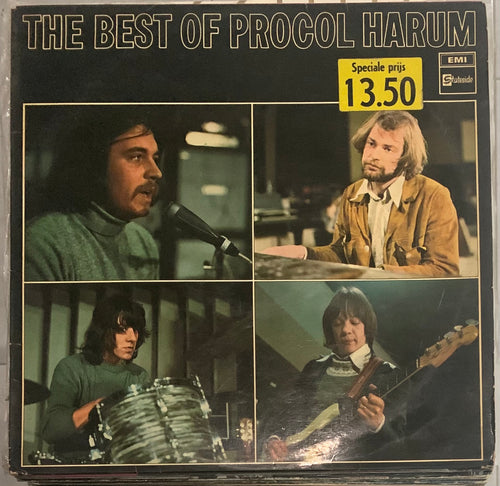 THE BEST OF PROCOL HARUM
EMI
Stateside
Speciale prijs
13.50